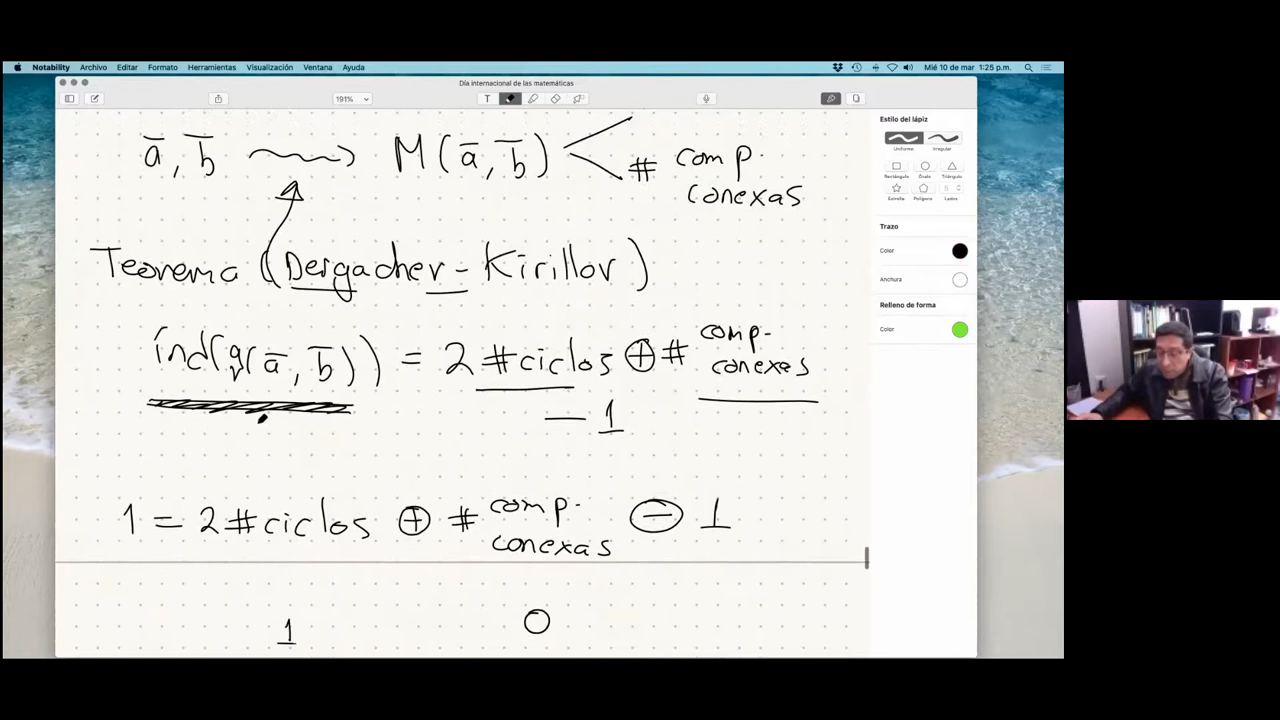 Notability Archivo Editar Formato Herramientas Visualización Ventana Ayuda Mié 10 de mar 1:25 p.m.
Día internacional de las matemáticas
191% T
Estilo del lápiz
Uniforme Irregular
Rectángulo Óvalo Triángulo
Estrella Polígono Lados
Trazo
Color
Anchura
Relleno de forma
Color
a̅, b̅ ⟿ M(a̅, b̅) < # comp.
conexas
Teorema (Dergachev-Kirillov)
ind(g(a̅, b̅)) = 2 #ciclos ⊕ # comp.
conexas
— 1
1 = 2 #ciclos ⊕ # comp. ⊖ 1
conexas
1 0